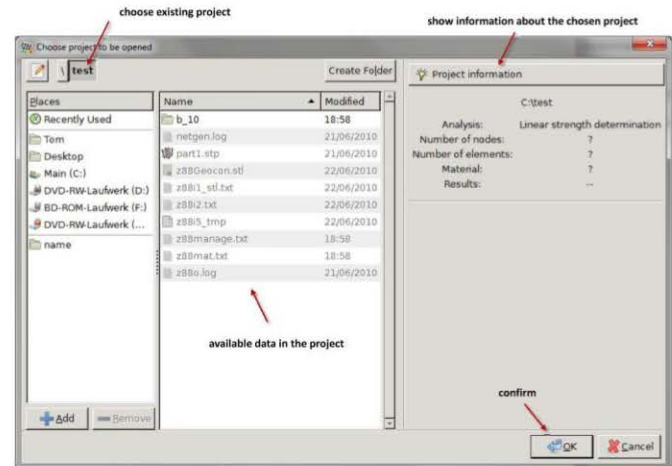 choose existing project
show information about the chosen project
Choose project to be opened
\ test
Create Folder
Project information
Places
Recently Used
Tom
Desktop
Main (C:)
DVD-RW-Laufwerk (D:)
BD-ROM-Laufwerk (F:)
DVD-RW-Laufwerk (...
name
Name Modified
b_10 18:58
netgen.log 21/06/2010
part1.stp 21/06/2010
z88Geocon.stl 22/06/2010
z88i1_stl.txt 22/06/2010
z88i2.txt 22/06/2010
z88i5_tmp 22/06/2010
z88manage.txt 18:58
z88mat.txt 18:58
z88o.log 21/06/2010
C:\test
Analysis: Linear strength determination
Number of nodes: ?
Number of elements: ?
Material: ?
Results: --
available data in the project
confirm
Add
Remove
OK
Cancel